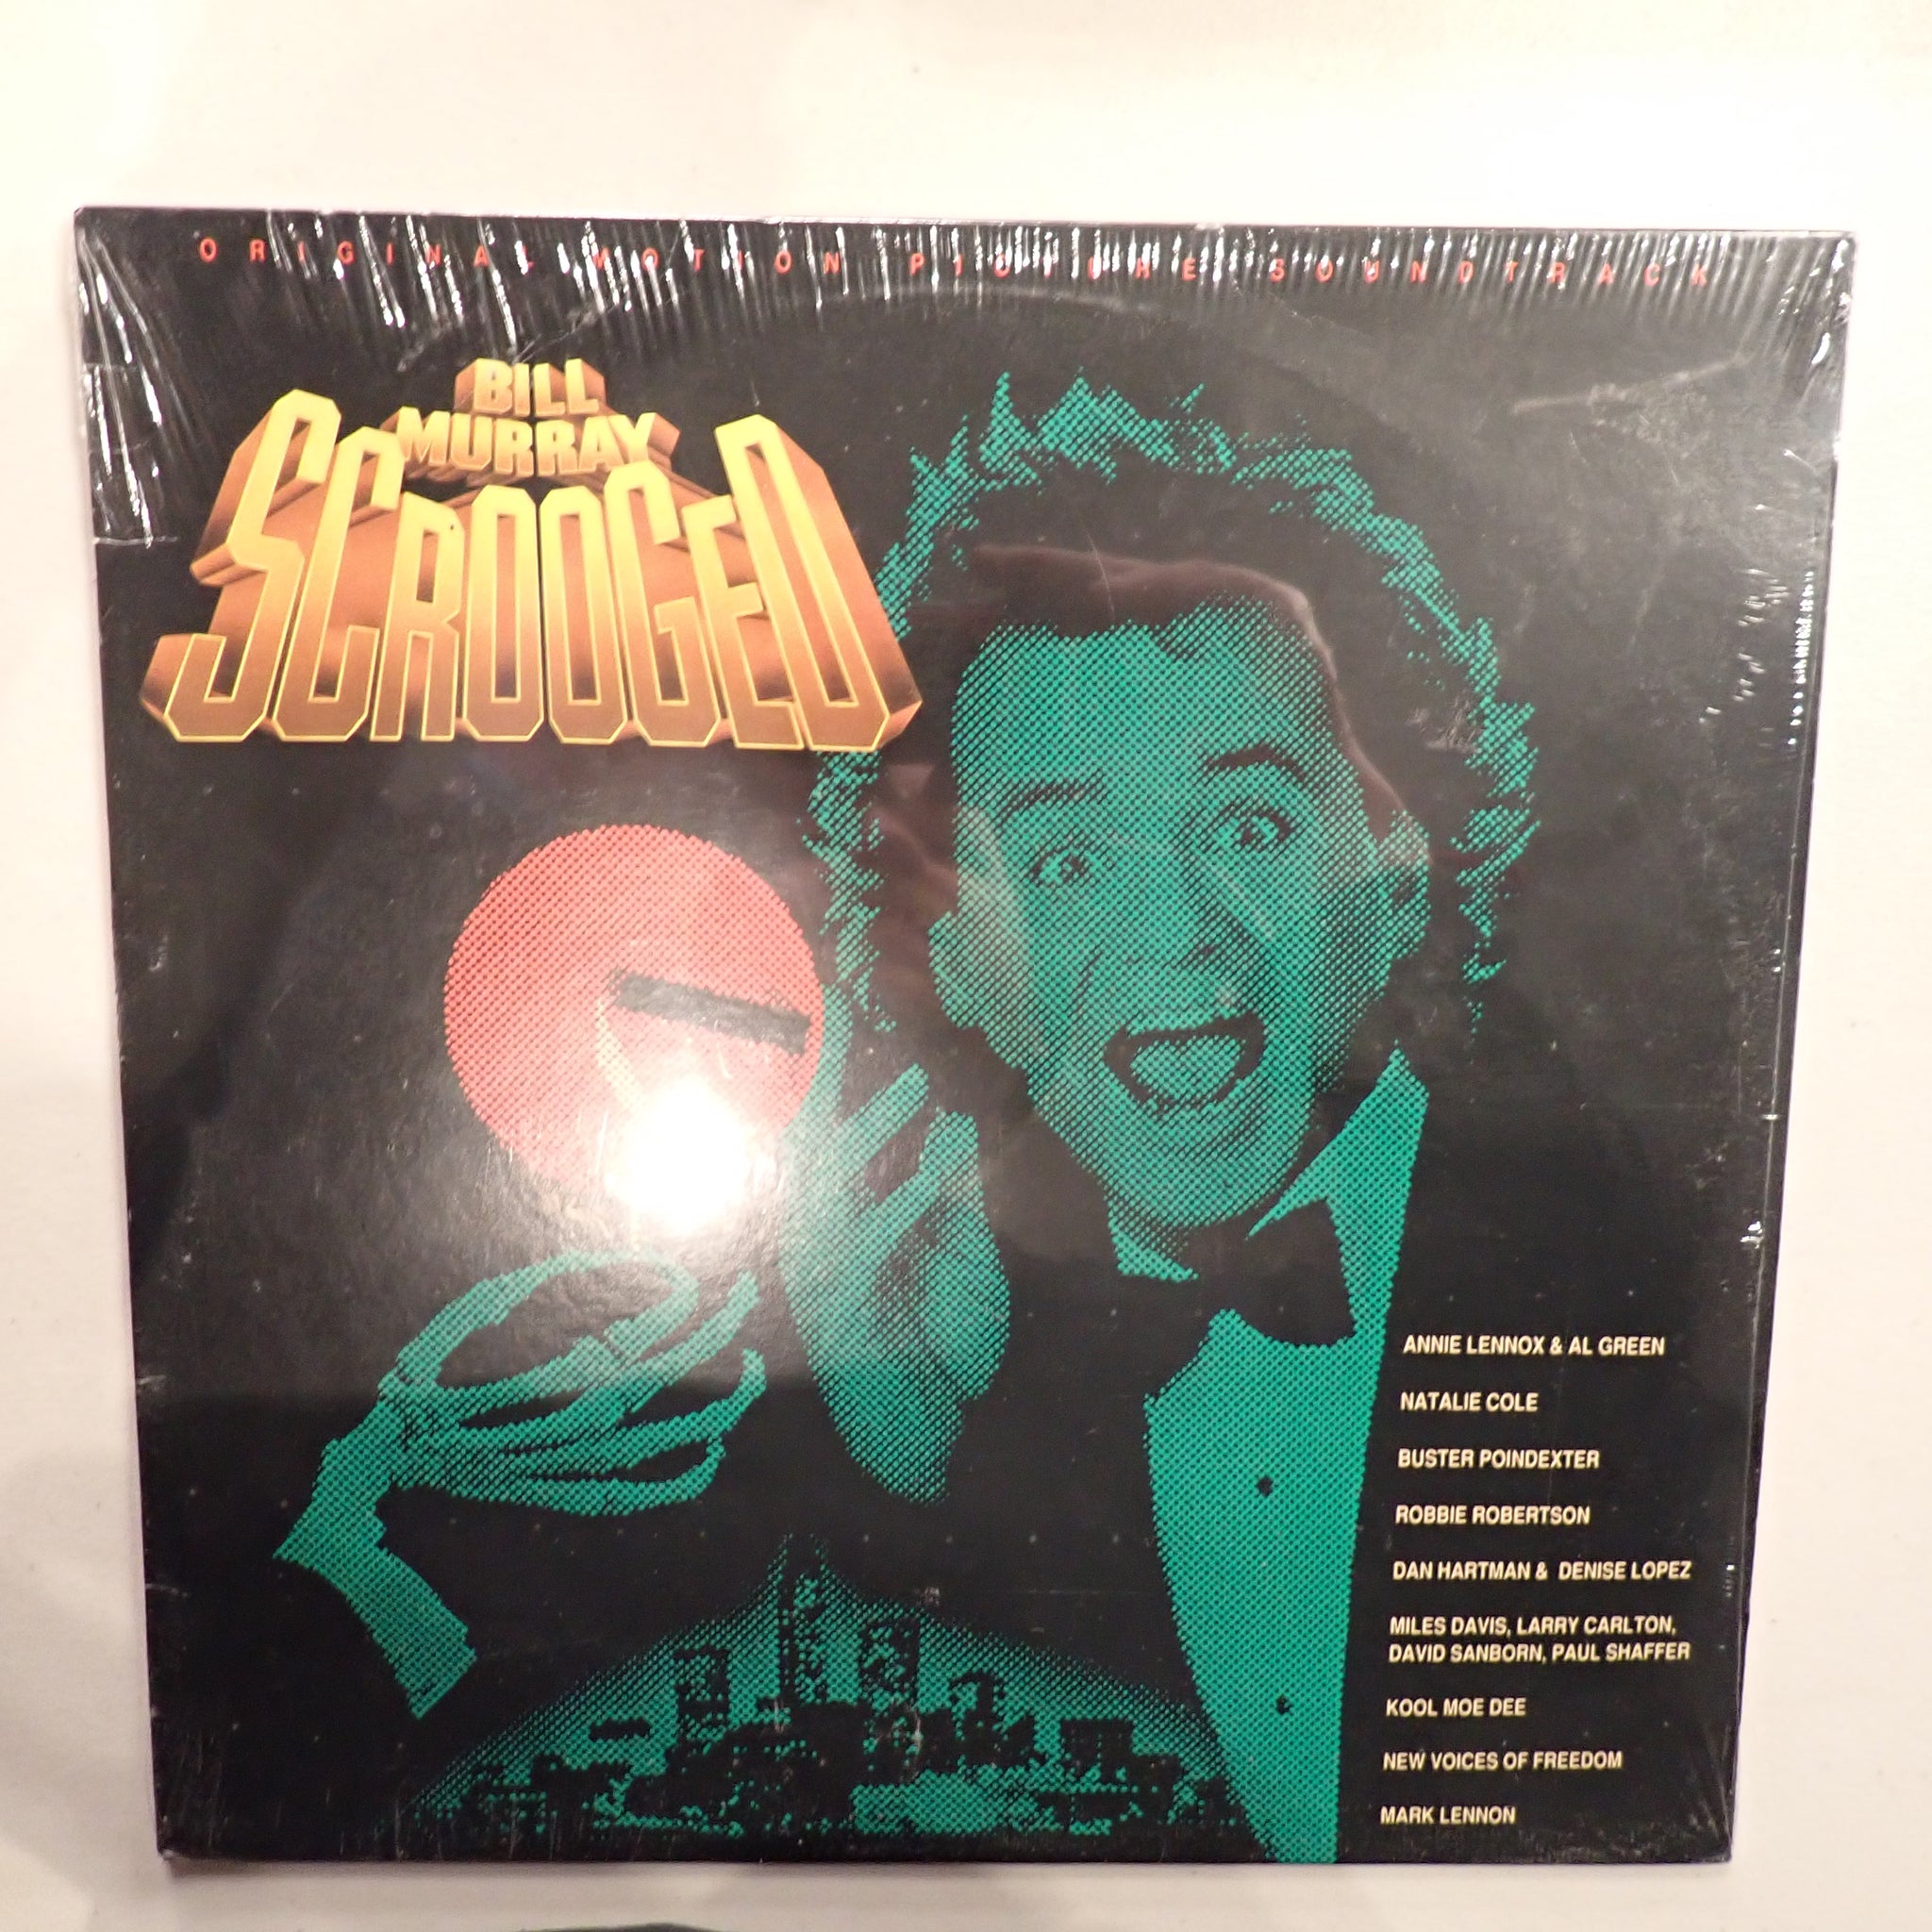 ORIGINAL MOTION PICTURE SOUNDTRACK
BILL
MURRAY
SCROOGED
ANNIE LENNOX & AL GREEN
NATALIE COLE
BUSTER POINDEXTER
ROBBIE ROBERTSON
DAN HARTMAN & DENISE LOPEZ
MILES DAVIS, LARRY CARLTON,
DAVID SANBORN, PAUL SHAFFER
KOOL MOE DEE
NEW VOICES OF FREEDOM
MARK LENNON